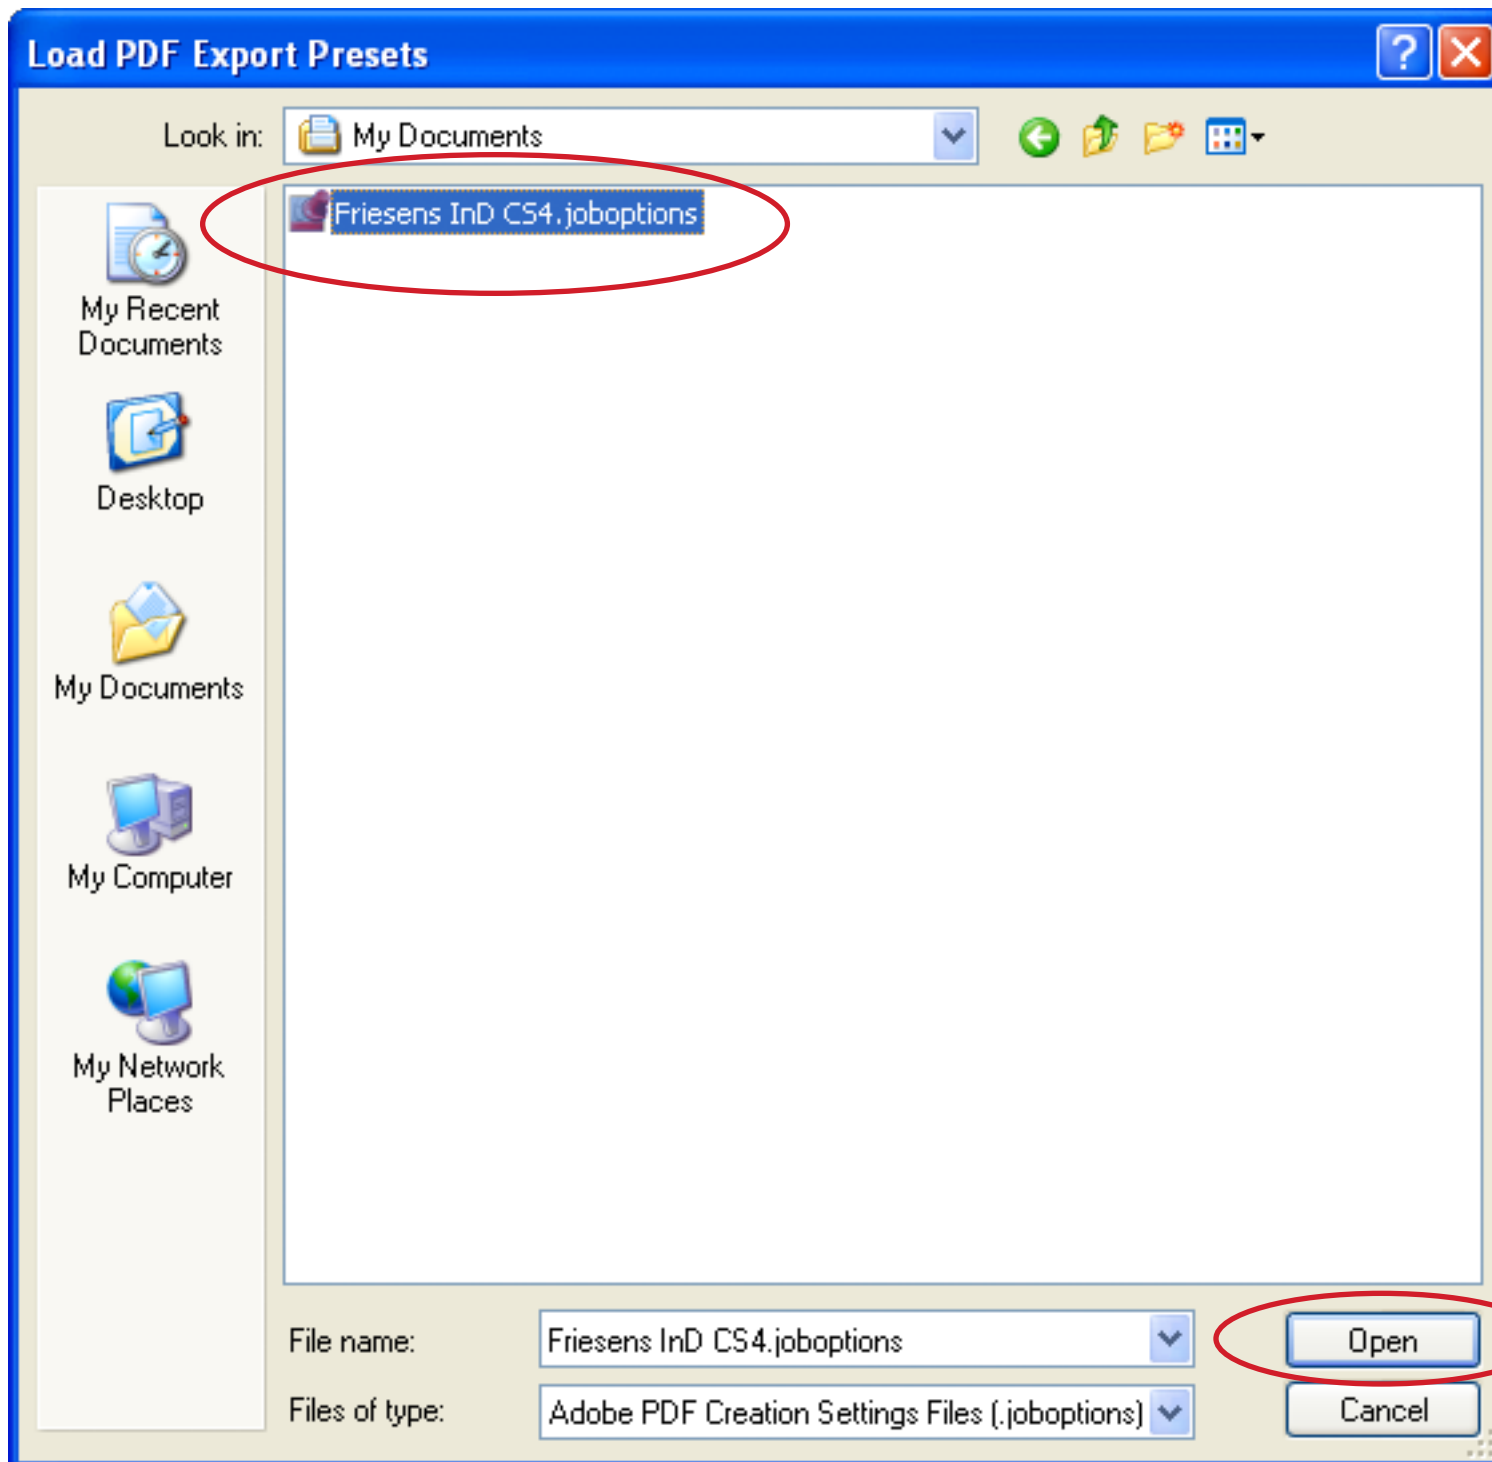 Load PDF Export Presets
?
Look in:
My Documents
Friesens InD CS4.joboptions
My Recent
Documents
Desktop
My Documents
My Computer
My Network
Places
File name:
Friesens InD CS4.joboptions
Open
Files of type:
Adobe PDF Creation Settings Files (.joboptions)
Cancel